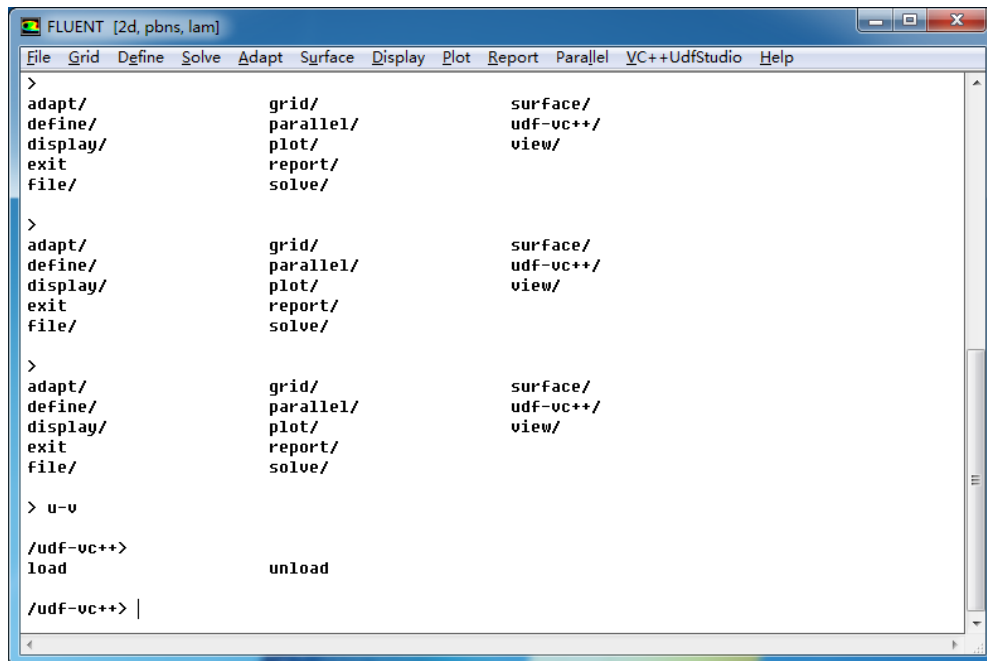 FLUENT [2d, pbns, lam]
File Grid Define Solve Adapt Surface Display Plot Report Parallel VC++UdfStudio Help
>
adapt/ grid/ surface/
define/ parallel/ udf-vc++/
display/ plot/ view/
exit report/
file/ solve/
>
adapt/ grid/ surface/
define/ parallel/ udf-vc++/
display/ plot/ view/
exit report/
file/ solve/
>
adapt/ grid/ surface/
define/ parallel/ udf-vc++/
display/ plot/ view/
exit report/
file/ solve/
> u-v
/udf-vc++>
load unload
/udf-vc++>